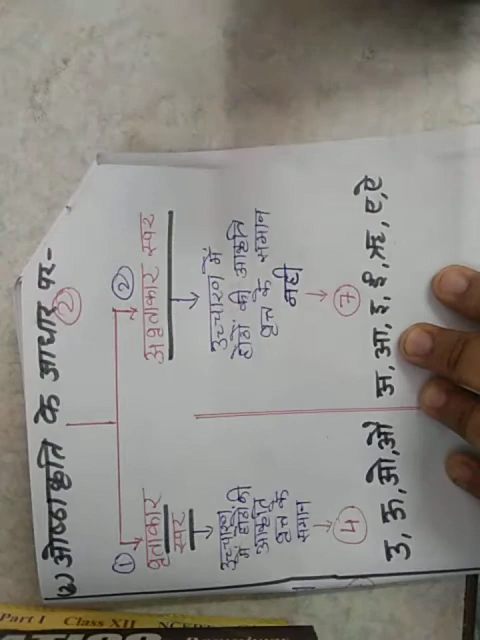 (2) ओष्ठाकृति के आधार पर-
2
①
वृताकार
स्वर
उच्चारण
में होठों की
आकृति
वृत्त के
समान
④
उ, ऊ, ओ, औ
②
अवृताकार स्वर
उच्चारण में
होठों की आकृति
वृत्त के समान
नहीं
⑦
अ, आ, इ, ई, ऋ, ए, ऐ
Part I Class XII NCERT